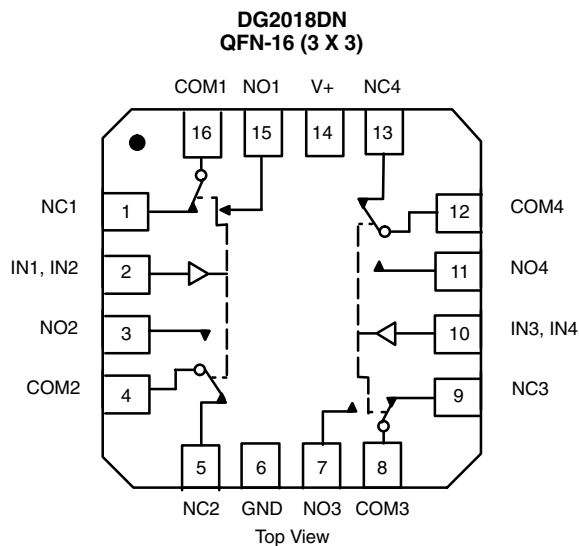 DG2018DN
QFN-16 (3 X 3)
COM1 NO1 V+ NC4
16 15 14 13
NC1 1 12 COM4
IN1, IN2 2 11 NO4
NO2 3 10 IN3, IN4
COM2 4 9 NC3
5 6 7 8
NC2 GND NO3 COM3
Top View